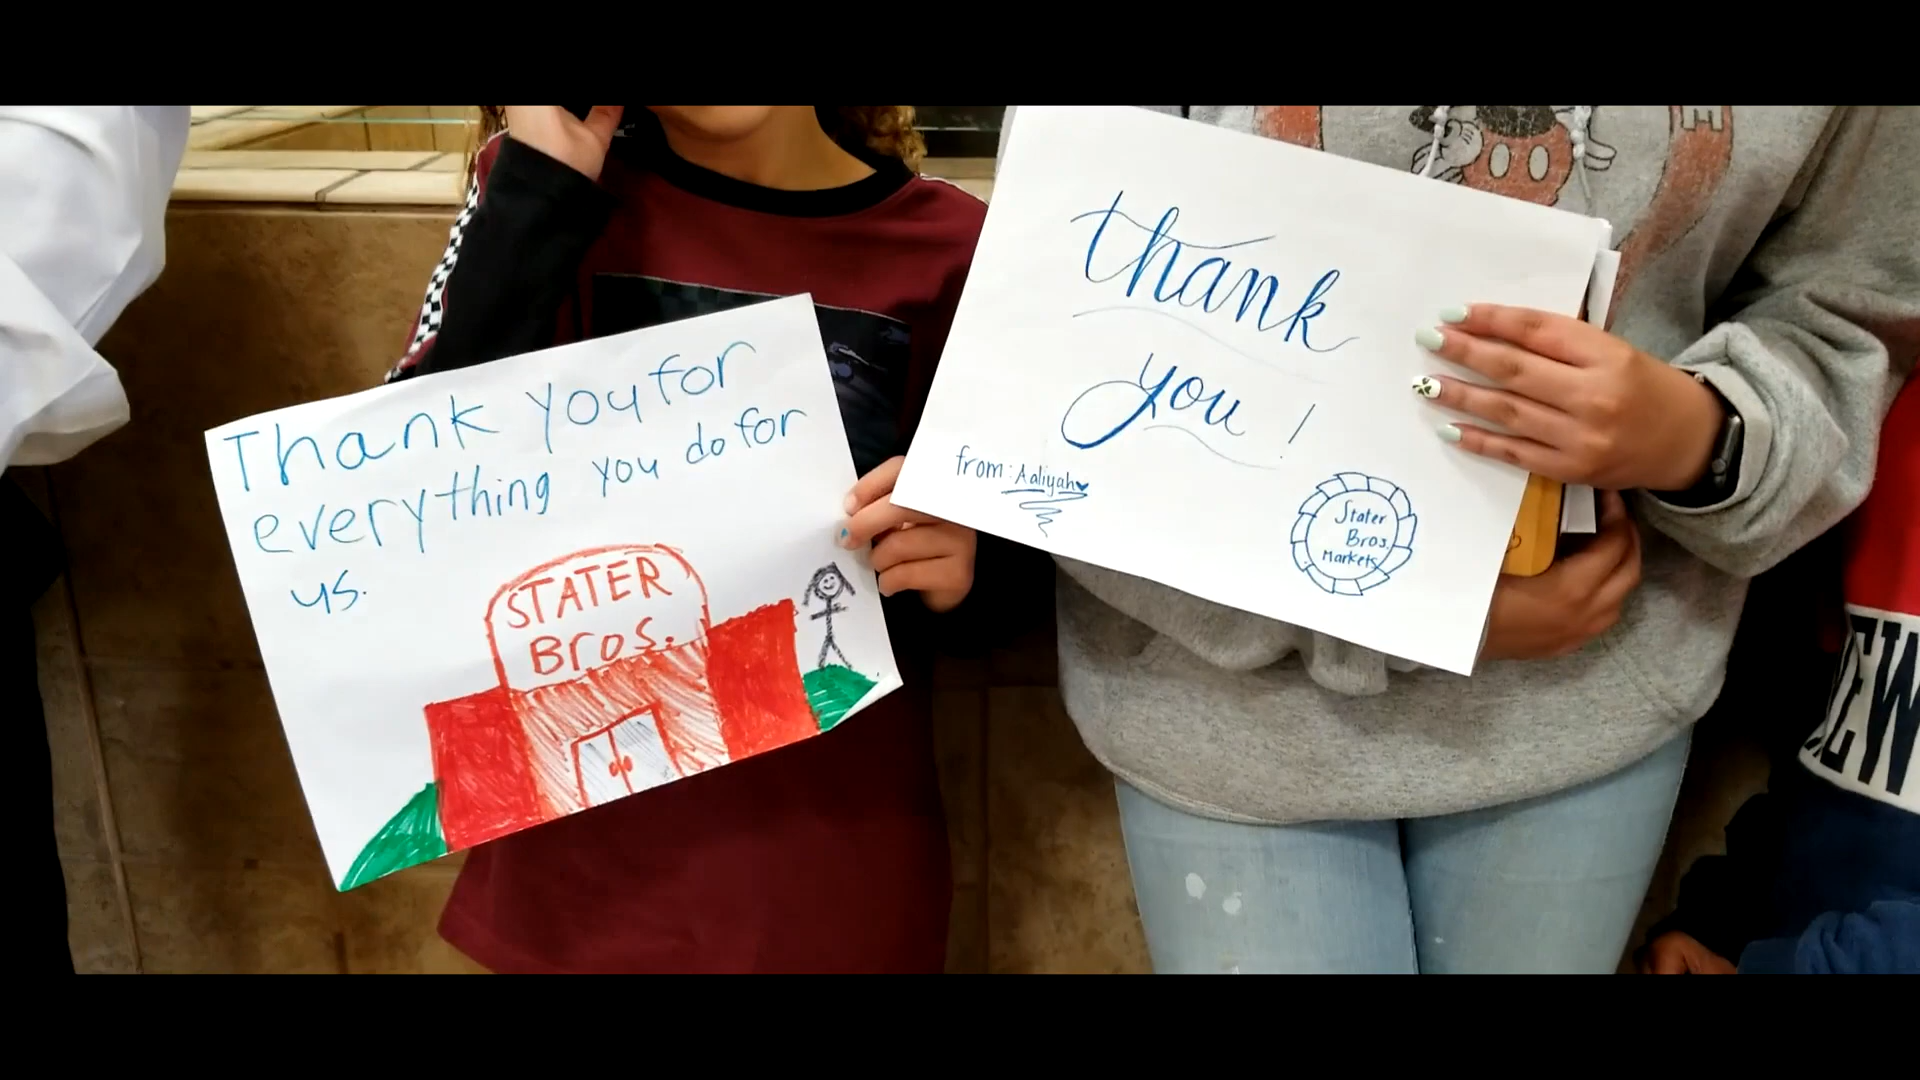 Thank you for
everything you do for
us.
STATER
Bros.
thank
you!
from: Aaliyah
Stater
Bros.
Markets